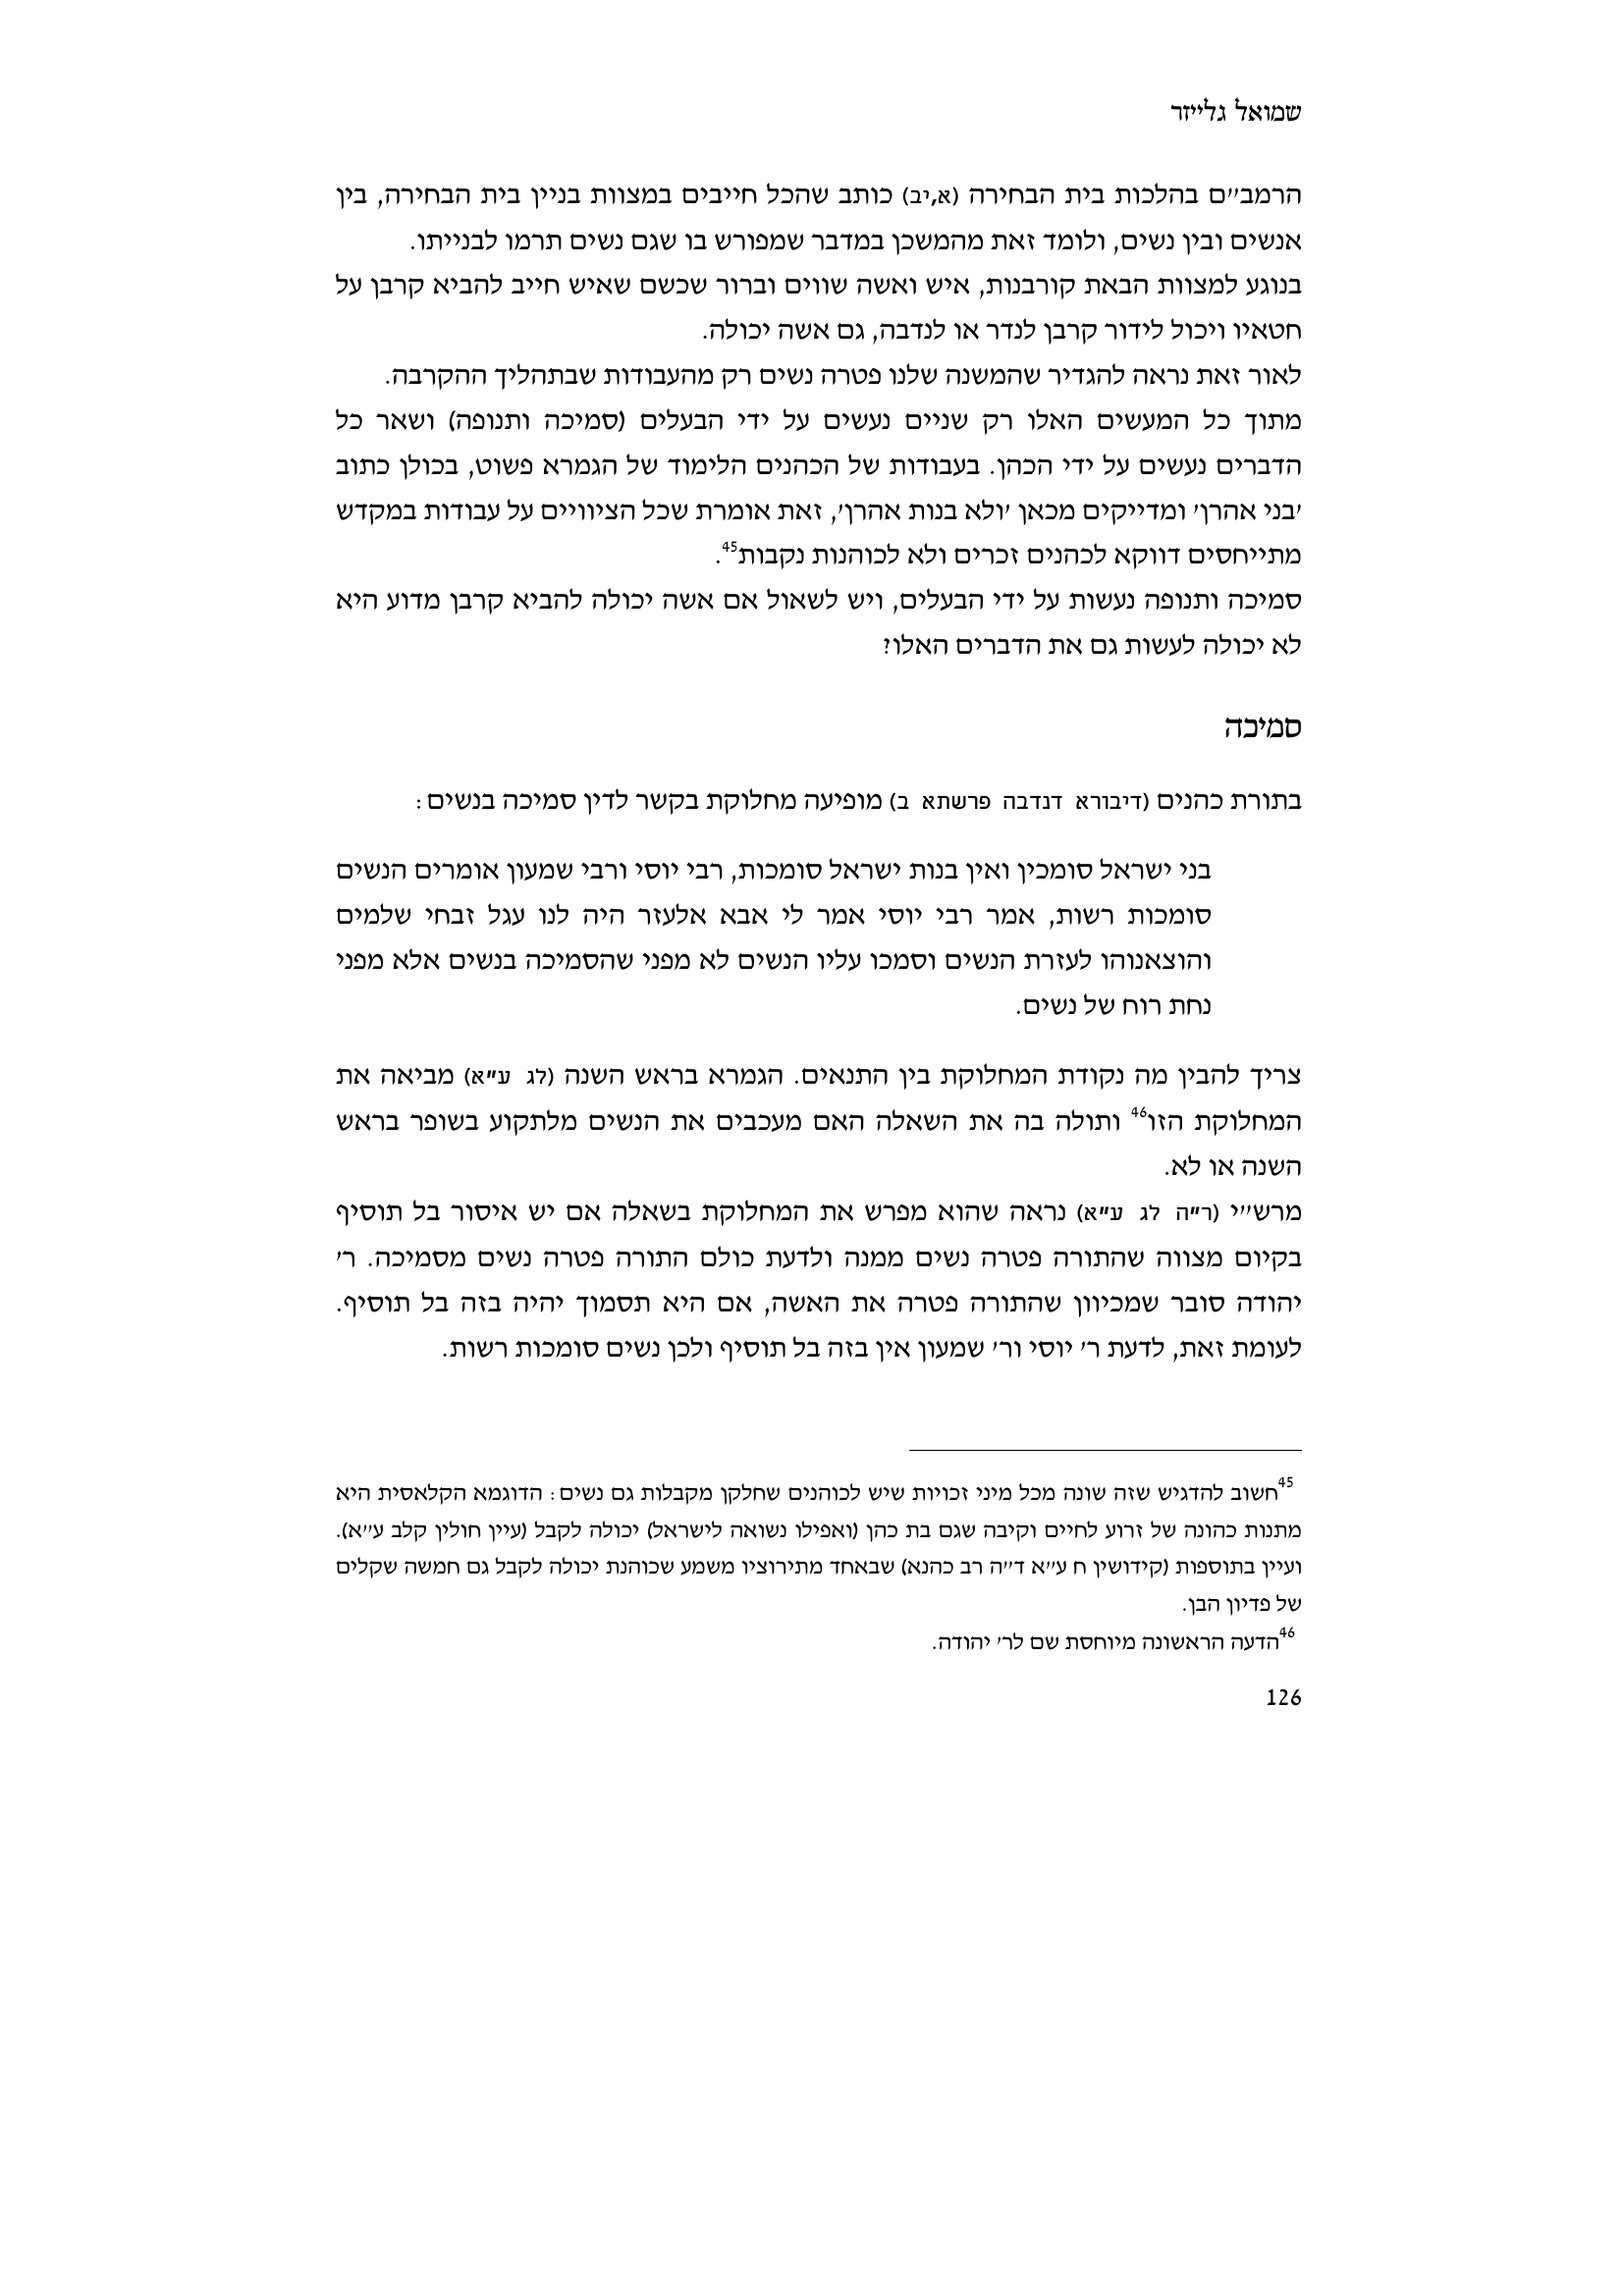 שמואל גלייזר
הרמב"ם בהלכות בית הבחירה (א,יב) כותב שהכל חייבים במצוות בניין בית הבחירה, בין
אנשים ובין נשים, ולומד זאת מהמשכן במדבר שמפורש בו שגם נשים תרמו לבנייתו.
בנוגע למצוות הבאת קורבנות, איש ואשה שווים וברור שכשם שאיש חייב להביא קרבן על
חטאיו ויכול לידור קרבן לנדר או לנדבה, גם אשה יכולה.
לאור זאת נראה להגדיר שהמשנה שלנו פטרה נשים רק מהעבודות שבתהליך ההקרבה.
מתוך כל המעשים האלו רק שניים נעשים על ידי הבעלים (סמיכה ותנופה) ושאר כל
הדברים נעשים על ידי הכהן. בעבודות של הכהנים הלימוד של הגמרא פשוט, בכולן כתוב
'בני אהרן' ומדייקים מכאן 'ולא בנות אהרן', זאת אומרת שכל הציוויים על עבודות במקדש
מתייחסים דווקא לכהנים זכרים ולא לכוהנות נקבות45.
סמיכה ותנופה נעשות על ידי הבעלים, ויש לשאול אם אשה יכולה להביא קרבן מדוע היא
לא יכולה לעשות גם את הדברים האלו?
סמיכה
בתורת כהנים (דיבורא דנדבה פרשתא ב) מופיעה מחלוקת בקשר לדין סמיכה בנשים:
בני ישראל סומכין ואין בנות ישראל סומכות, רבי יוסי ורבי שמעון אומרים הנשים
סומכות רשות, אמר רבי יוסי אמר לי אבא אלעזר היה לנו עגל זבחי שלמים
והוצאנוהו לעזרת הנשים וסמכו עליו הנשים לא מפני שהסמיכה בנשים אלא מפני
נחת רוח של נשים.
צריך להבין מה נקודת המחלוקת בין התנאים. הגמרא בראש השנה (לג ע"א) מביאה את
המחלוקת הזו46 ותולה בה את השאלה האם מעכבים את הנשים מלתקוע בשופר בראש
השנה או לא.
מרש"י (ר"ה לג ע"א) נראה שהוא מפרש את המחלוקת בשאלה אם יש איסור בל תוסיף
בקיום מצווה שהתורה פטרה נשים ממנה ולדעת כולם התורה פטרה נשים מסמיכה. ר'
יהודה סובר שמכיוון שהתורה פטרה את האשה, אם היא תסמוך יהיה בזה בל תוסיף.
לעומת זאת, לדעת ר' יוסי ור' שמעון אין בזה בל תוסיף ולכן נשים סומכות רשות.
45חשוב להדגיש שזה שונה מכל מיני זכויות שיש לכוהנים שחלקן מקבלות גם נשים: הדוגמא הקלאסית היא
מתנות כהונה של זרוע לחיים וקיבה שגם בת כהן (ואפילו נשואה לישראל) יכולה לקבל (עיין חולין קלב ע"א).
ועיין בתוספות (קידושין ח ע"א ד"ה רב כהנא) שבאחד מתירוציו משמע שכוהנת יכולה לקבל גם חמשה שקלים
של פדיון הבן.
46הדעה הראשונה מיוחסת שם לר' יהודה.
126